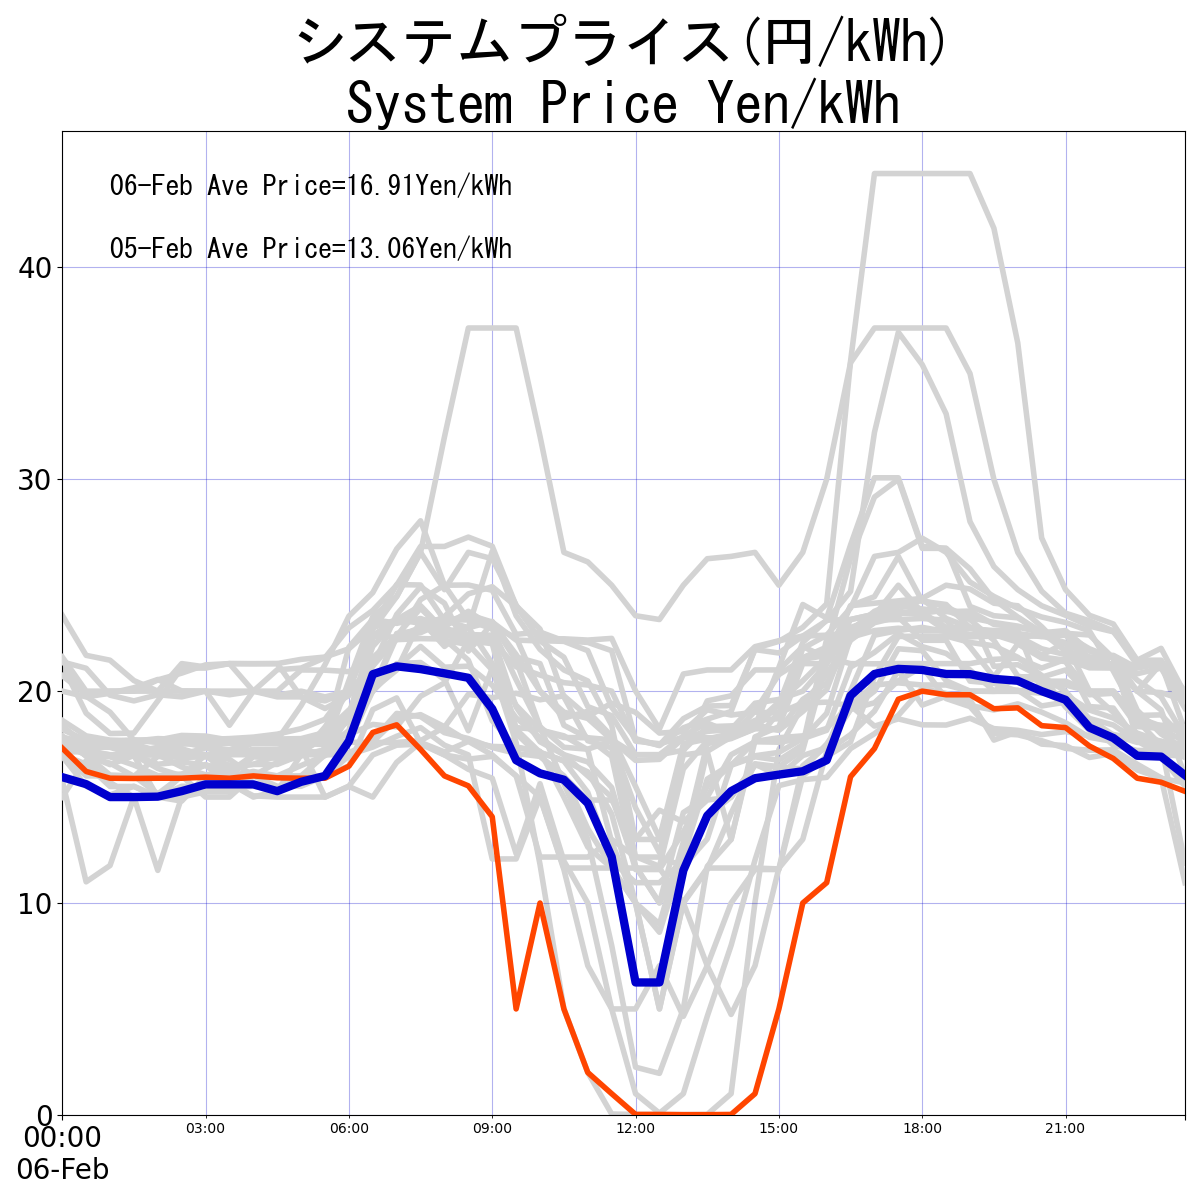 システムプライス(円/kWh)
System Price Yen/kWh
06-Feb Ave Price=16.91Yen/kWh
05-Feb Ave Price=13.06Yen/kWh
40
30
20
10
0
00:00 03:00 06:00 09:00 12:00 15:00 18:00 21:00
06-Feb